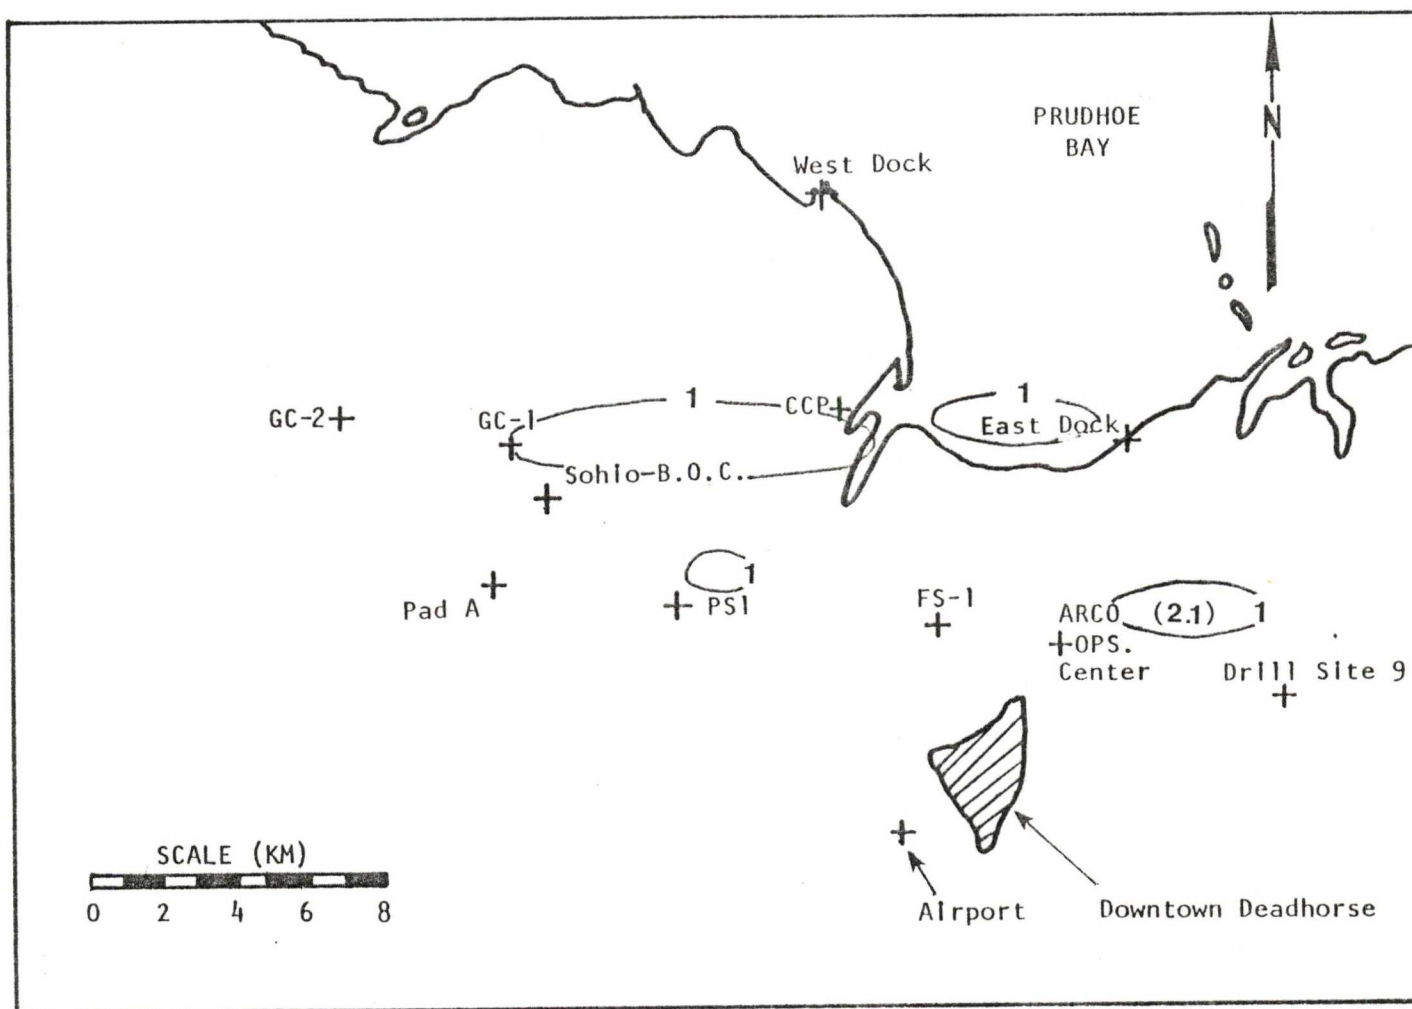 PRUDHOE
BAY
N
West Dock
1
1
GC-2
GC-1
CCP
East Dock
Sohio-B.O.C.
1
PS1
FS-1
Pad A
ARCO
(2.1)
1
OPS.
Center
Drill Site 9
SCALE (KM)
0 2 4 6 8
Airport
Downtown Deadhorse